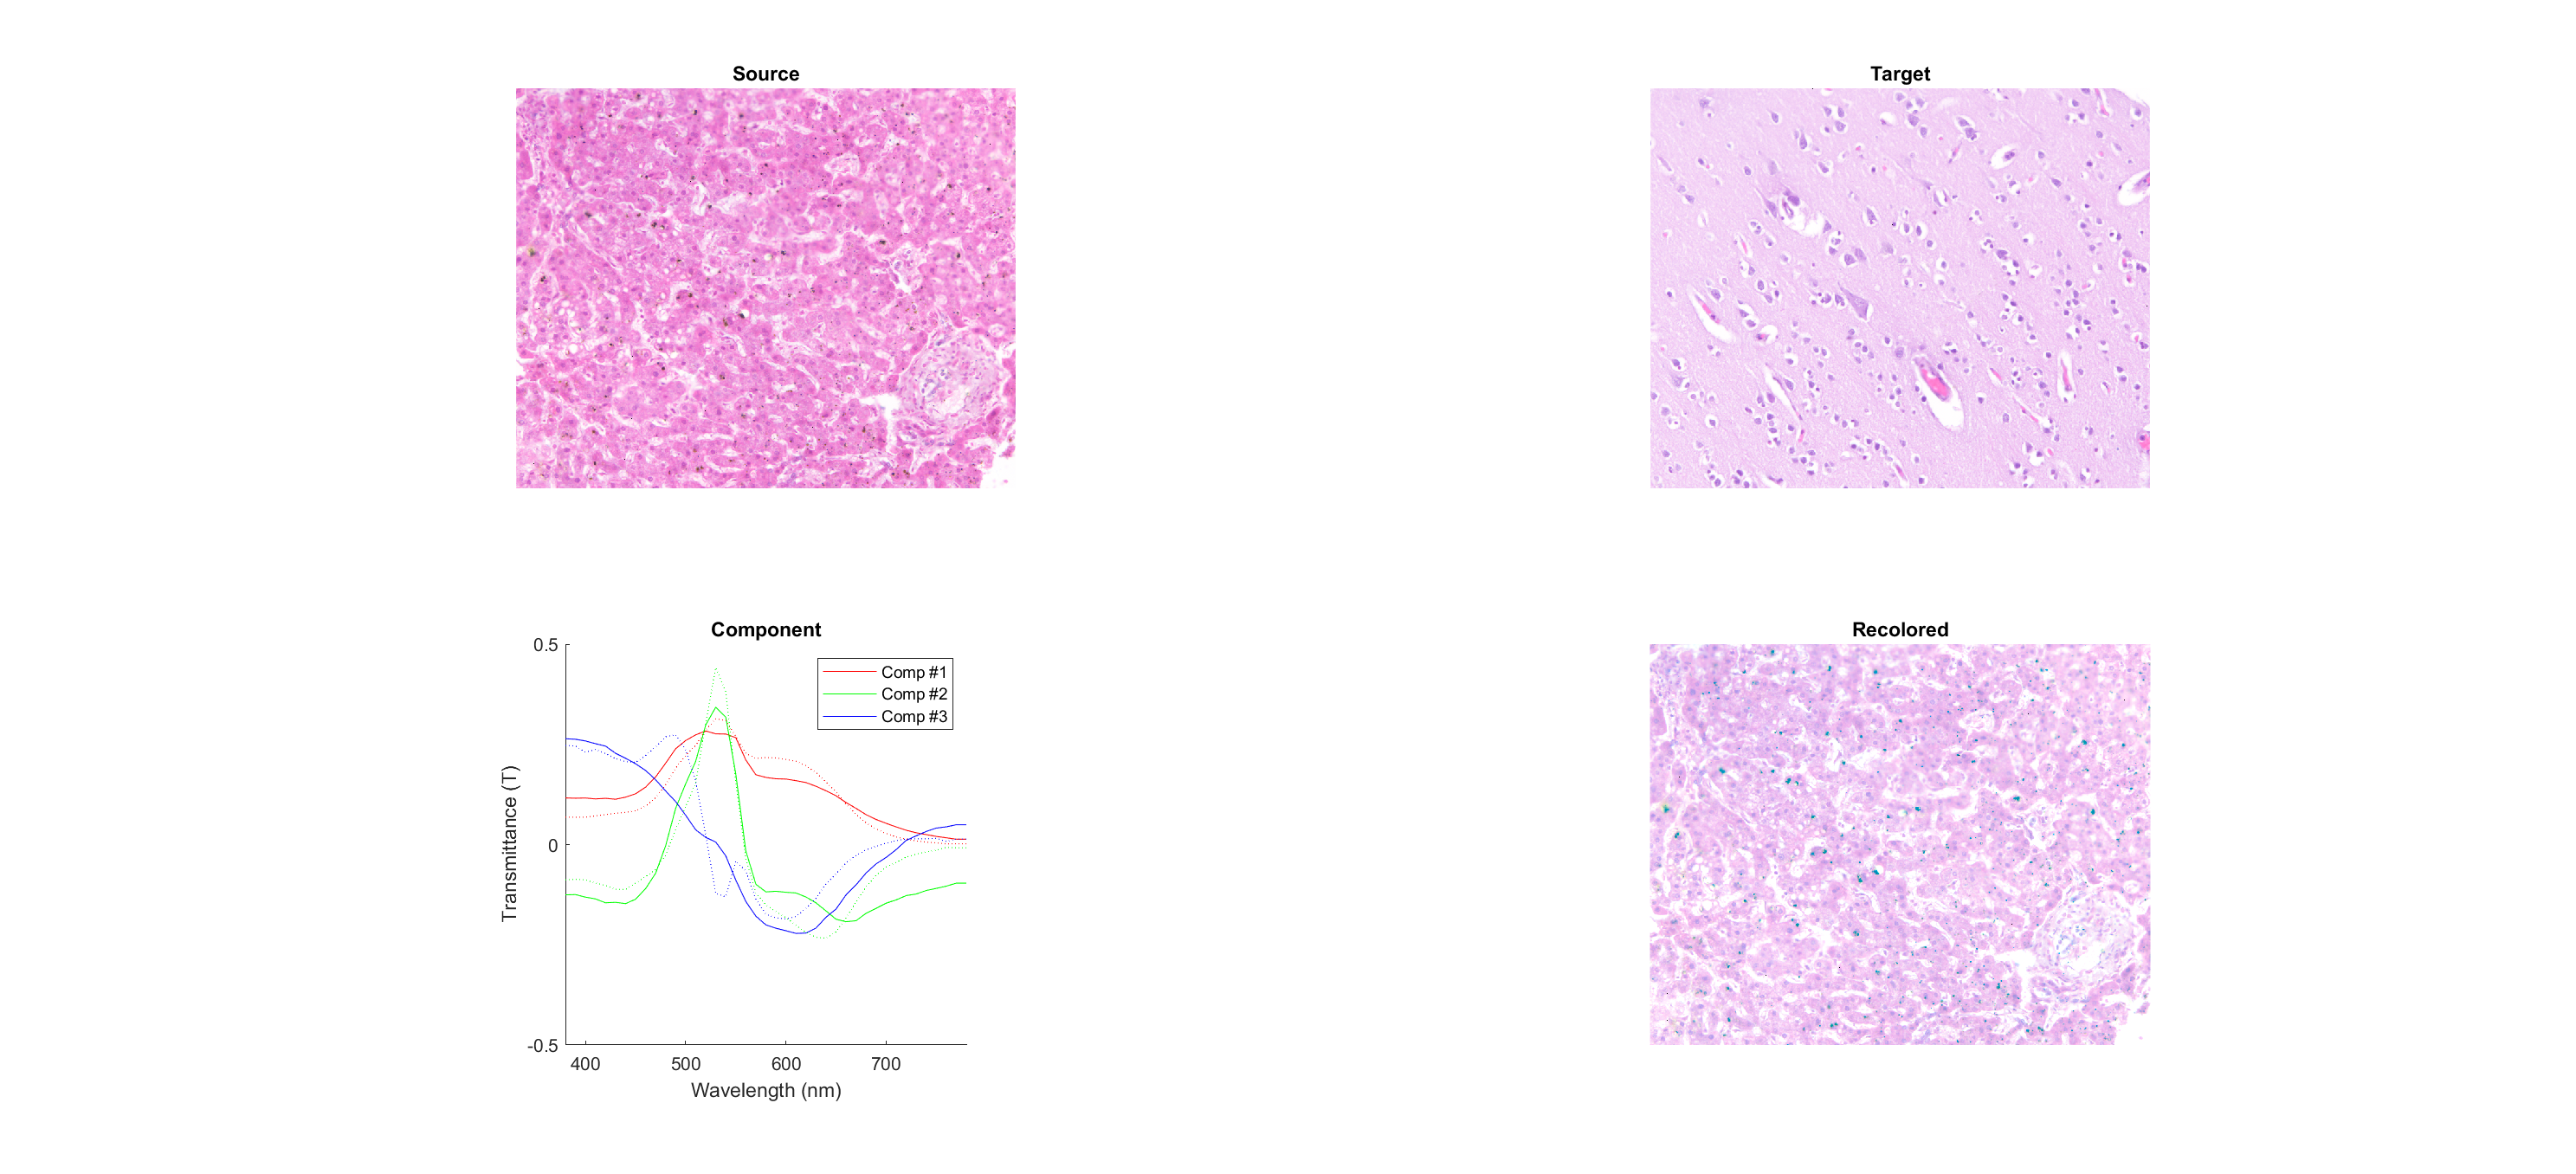 Source
Target
Component
Recolored
0.5
0
-0.5
400 500 600 700
Transmittance (T)
Wavelength (nm)
Comp #1
Comp #2
Comp #3